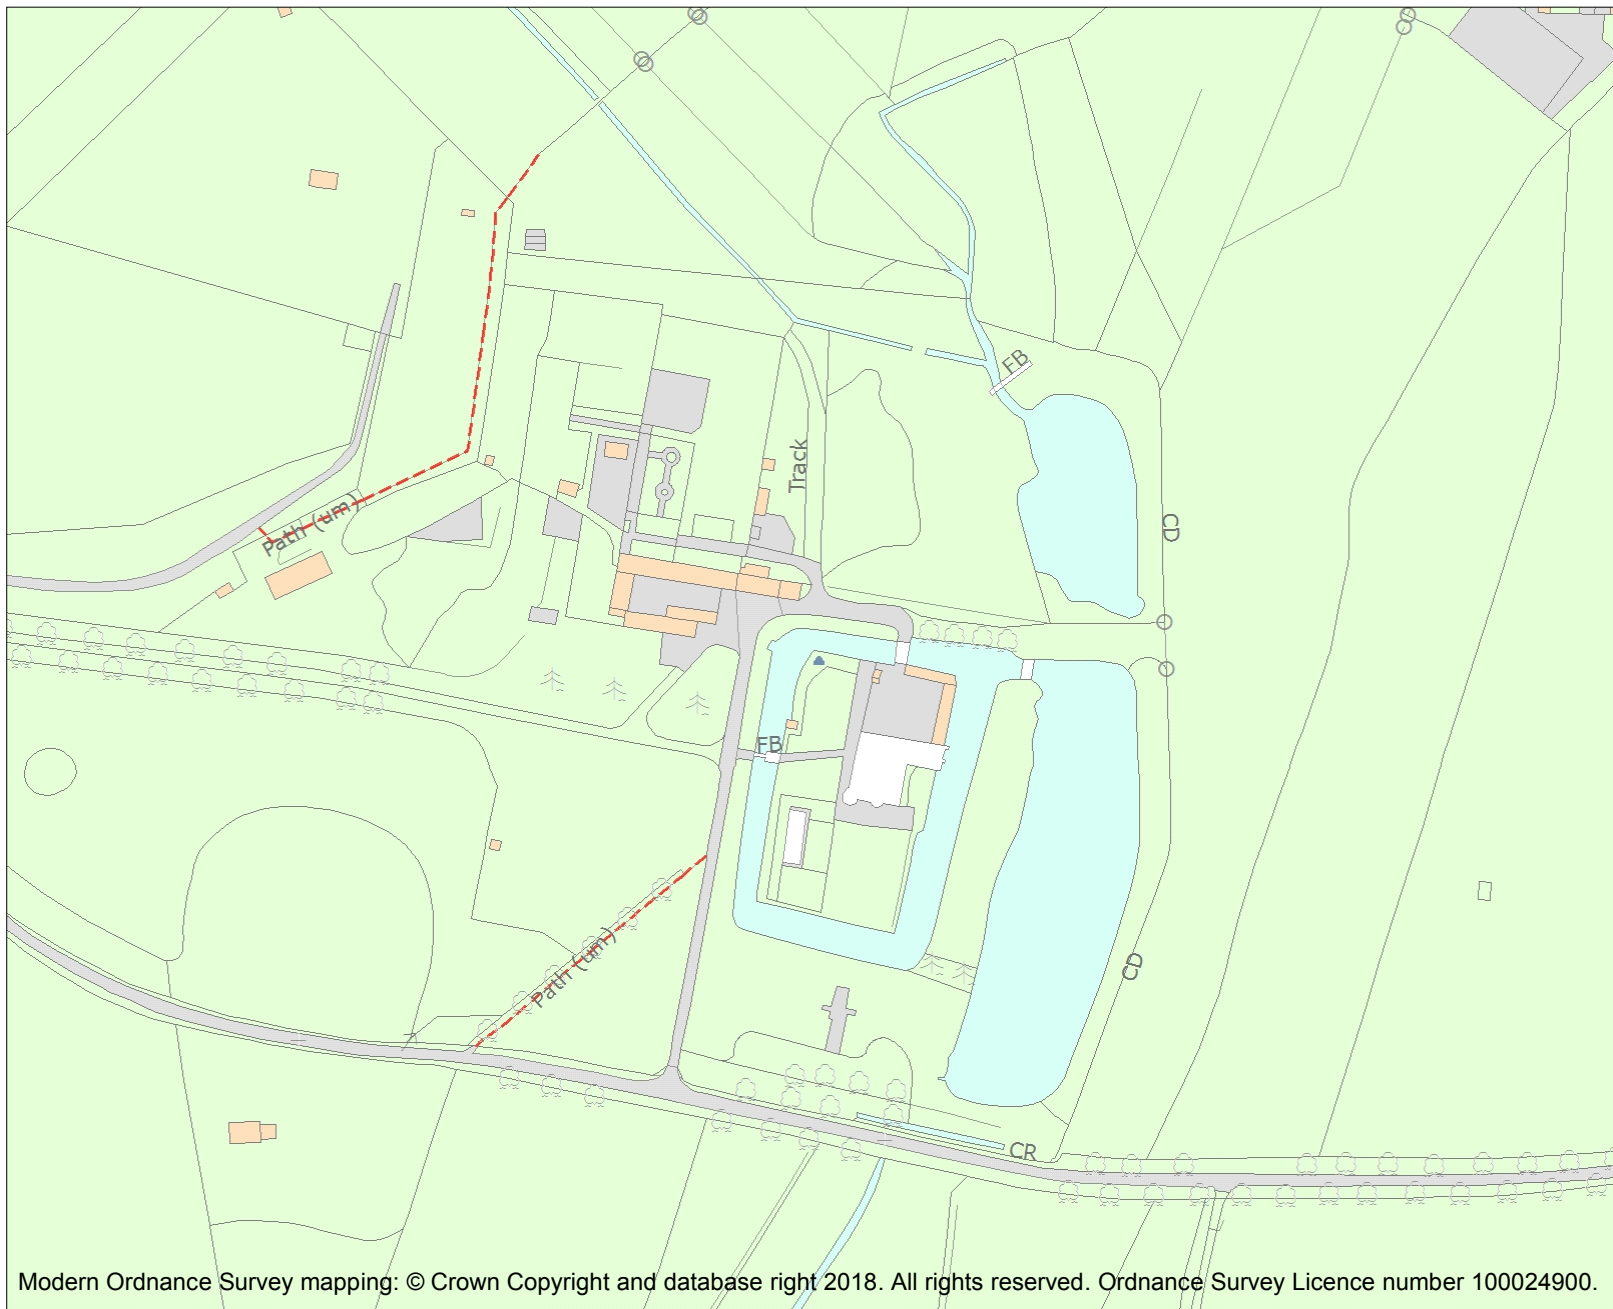 FB
Track
CD
Path (um)
FB
Path (um)
CD
CR
Modern Ordnance Survey mapping: © Crown Copyright and database right 2018. All rights reserved. Ordnance Survey Licence number 100024900.